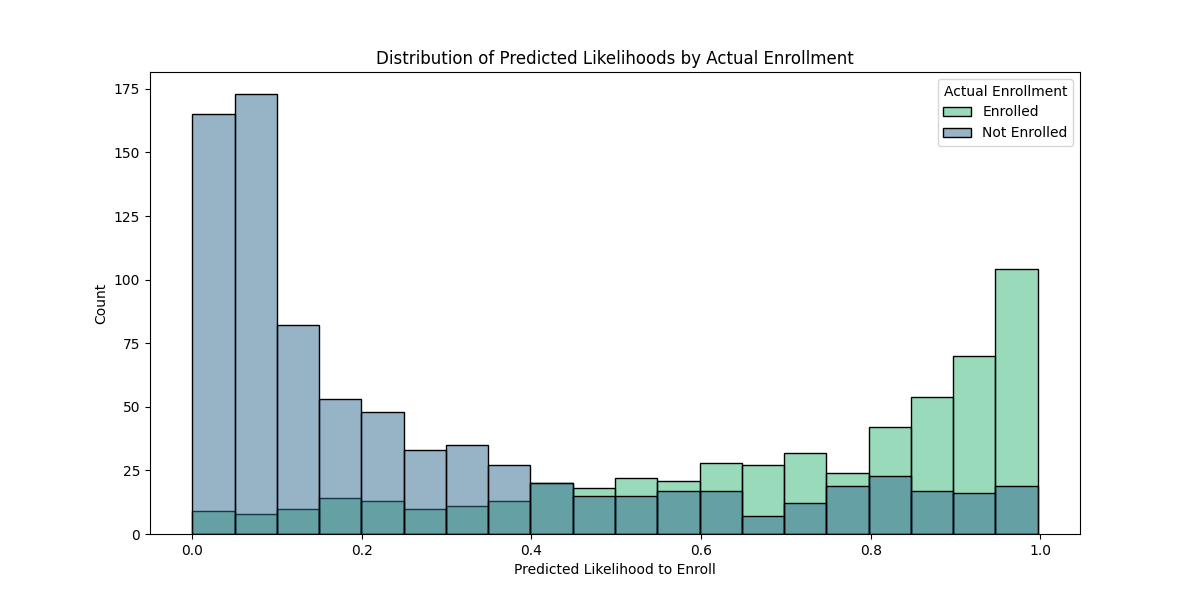 Distribution of Predicted Likelihoods by Actual Enrollment
Actual Enrollment
Enrolled
Not Enrolled
175
150
125
100
75
50
25
0
Count
0.0 0.2 0.4 0.6 0.8 1.0
Predicted Likelihood to Enroll